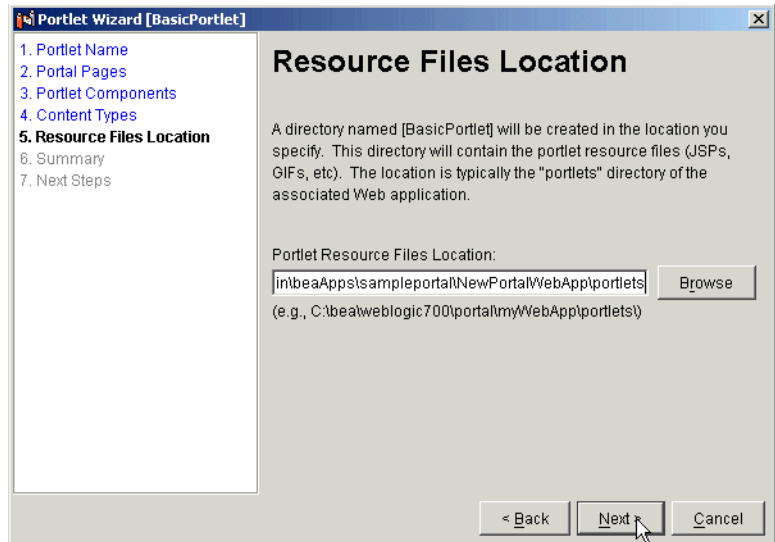 Portlet Wizard [BasicPortlet]
1. Portlet Name
2. Portal Pages
3. Portlet Components
4. Content Types
5. Resource Files Location
6. Summary
7. Next Steps
Resource Files Location
A directory named [BasicPortlet] will be created in the location you
specify. This directory will contain the portlet resource files (JSPs,
GIFs, etc). The location is typically the "portlets" directory of the
associated Web application.
Portlet Resource Files Location:
in\beaApps\sampleportal\NewPortalWebApp\portlets
Browse
(e.g., C:\bea\weblogic700\portal\myWebApp\portlets\)
< Back
Next >
Cancel